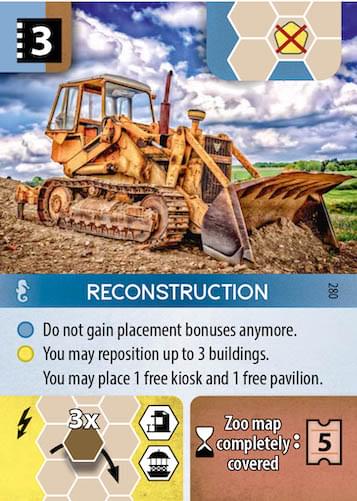 3
RECONSTRUCTION
280
Do not gain placement bonuses anymore.
You may reposition up to 3 buildings.
You may place 1 free kiosk and 1 free pavilion.
3x
Zoo map
completely:
covered
5